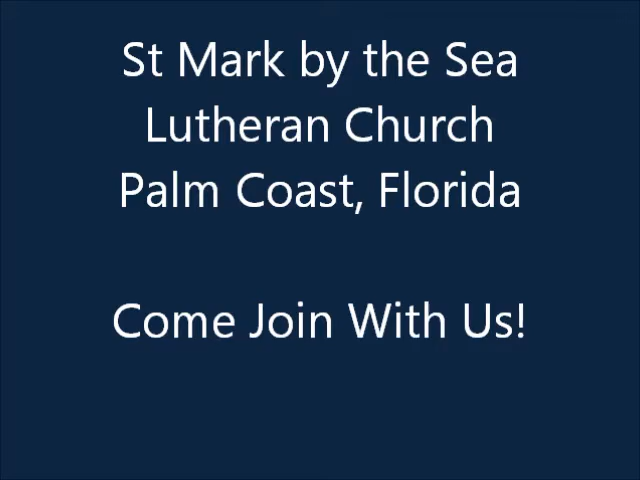 St Mark by the Sea
Lutheran Church
Palm Coast, Florida
Come Join With Us!